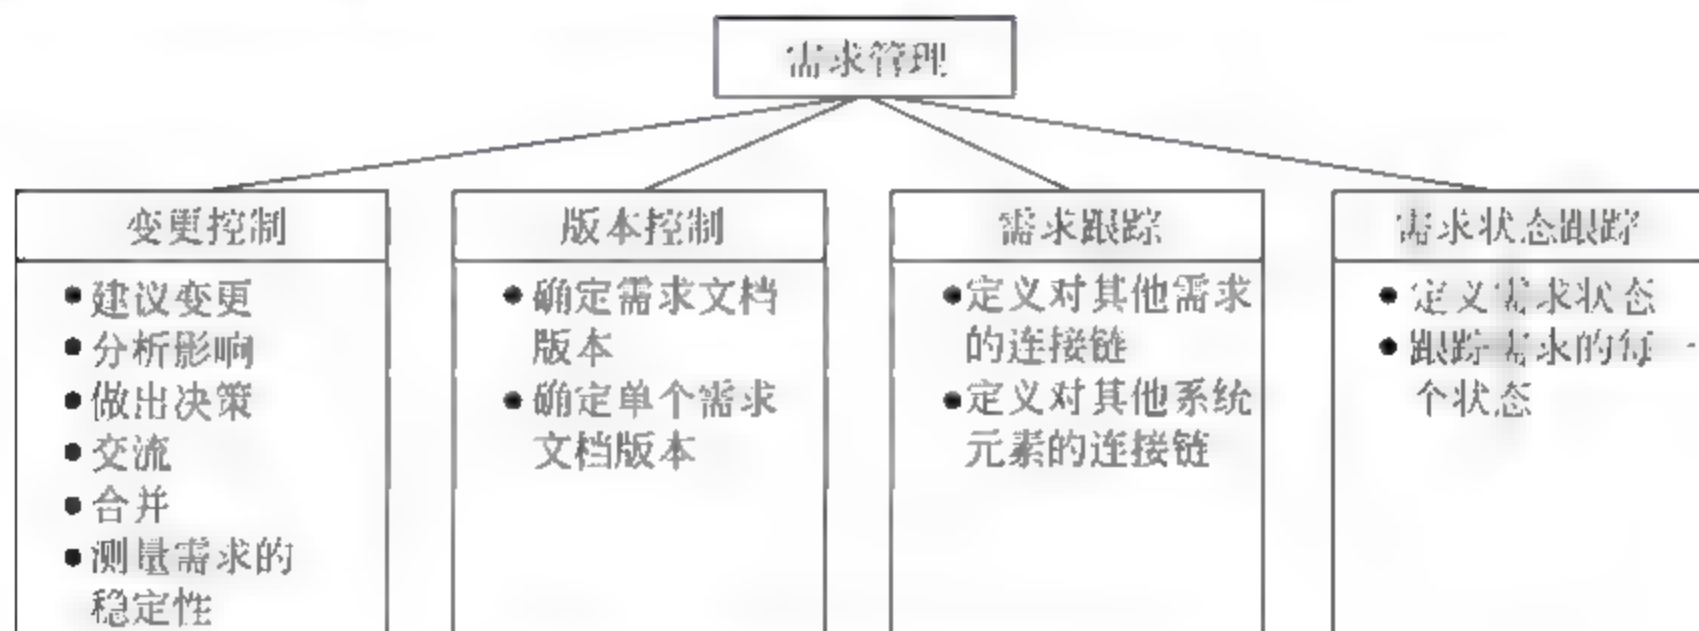 需求管理
变更控制
● 建议变更
● 分析影响
● 做出决策
● 交流
● 合并
● 测量需求的
稳定性
版本控制
● 确定需求文档
版本
● 确定单个需求
文档版本
需求跟踪
● 定义对其他需求
的连接链
● 定义对其他系统
元素的连接链
需求状态跟踪
● 定义需求状态
● 跟踪需求的每一
个状态